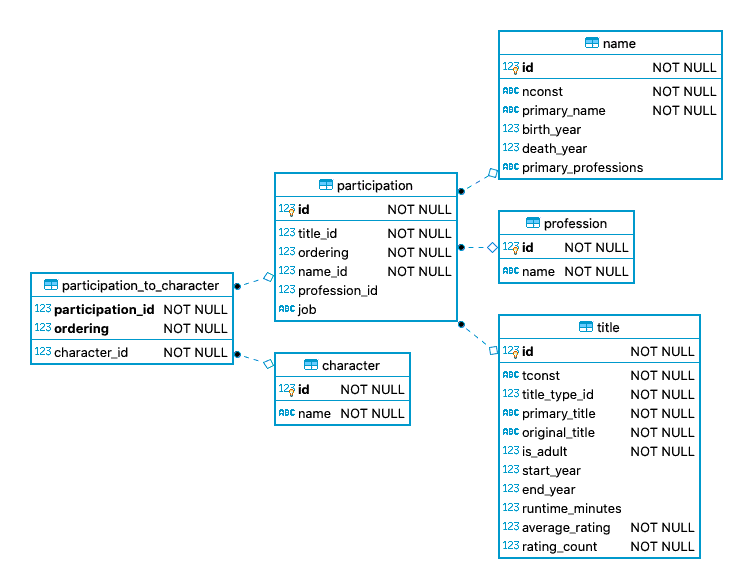 name
123 id NOT NULL
ABC nconst NOT NULL
ABC primary_name NOT NULL
123 birth_year
123 death_year
ABC primary_professions
participation
123 id NOT NULL
123 title_id NOT NULL
123 ordering NOT NULL
123 name_id NOT NULL
123 profession_id
ABC job
profession
123 id NOT NULL
ABC name NOT NULL
participation_to_character
123 participation_id NOT NULL
123 ordering NOT NULL
123 character_id NOT NULL
character
123 id NOT NULL
ABC name NOT NULL
title
123 id NOT NULL
ABC tconst NOT NULL
123 title_type_id NOT NULL
ABC primary_title NOT NULL
ABC original_title NOT NULL
123 is_adult NOT NULL
123 start_year
123 end_year
123 runtime_minutes
123 average_rating NOT NULL
123 rating_count NOT NULL